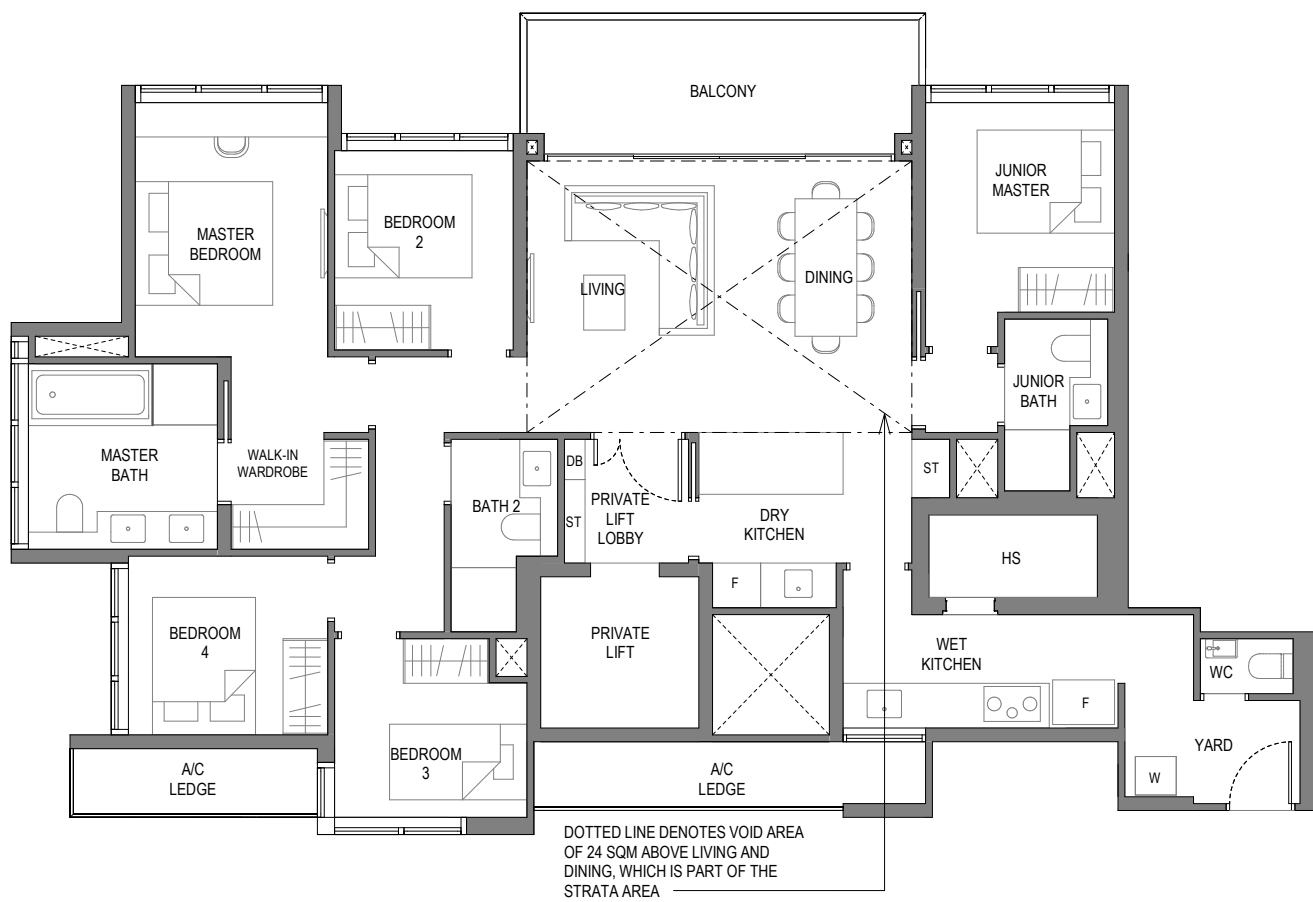 BALCONY
JUNIOR
MASTER
MASTER
BEDROOM
BEDROOM
2
LIVING
DINING
JUNIOR
BATH
MASTER
BATH
WALK-IN
WARDROBE
BATH 2
DB
ST
PRIVATE
LIFT
LOBBY
DRY
KITCHEN
ST
HS
F
BEDROOM
4
PRIVATE
LIFT
WET
KITCHEN
WC
F
YARD
W
BEDROOM
3
A/C
LEDGE
A/C
LEDGE
DOTTED LINE DENOTES VOID AREA
OF 24 SQM ABOVE LIVING AND
DINING, WHICH IS PART OF THE
STRATA AREA